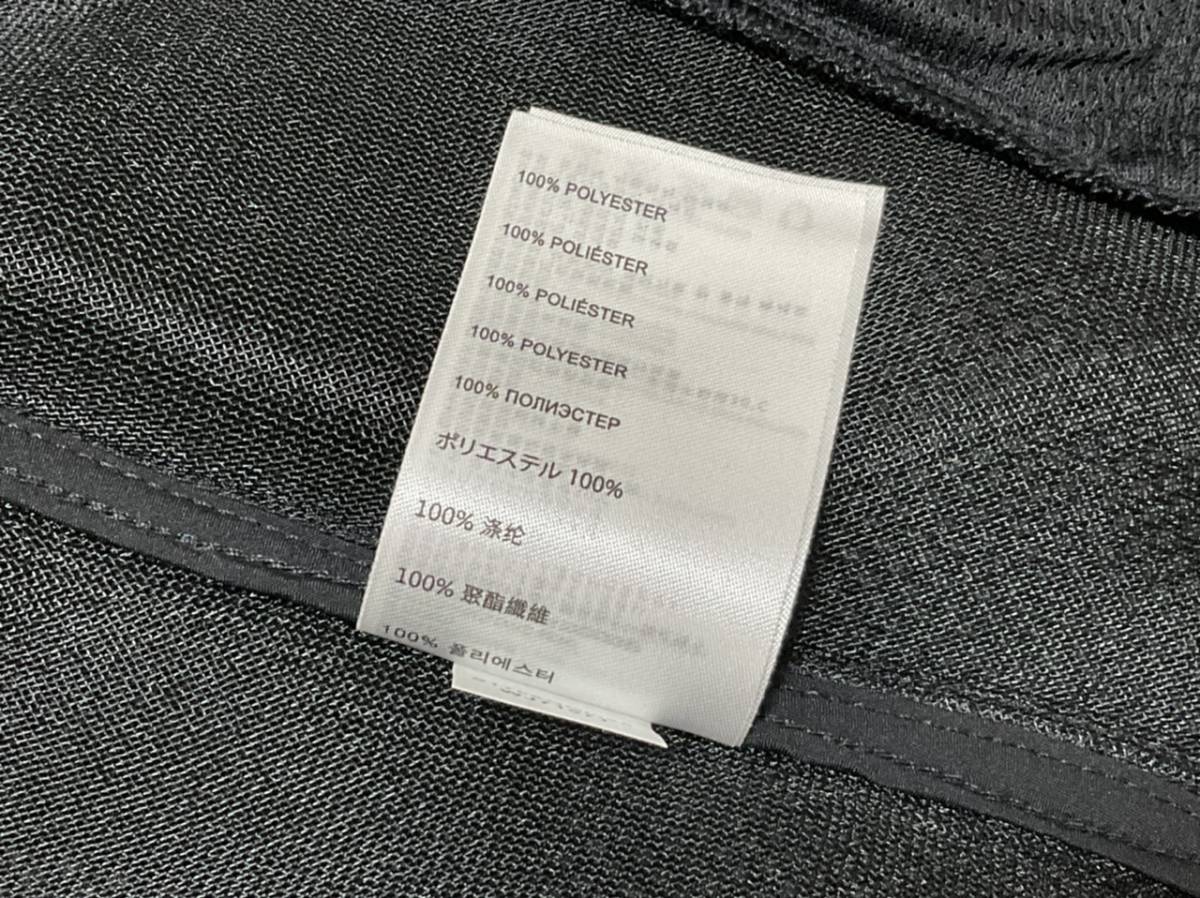 100% POLYESTER
100% POLIÉSTER
100% POLIÉSTER
100% POLYESTER
100% ПОЛИЭСТЕР
ポリエステル 100%
100% 涤纶
100% 聚酯纖維
100% 폴리에스터